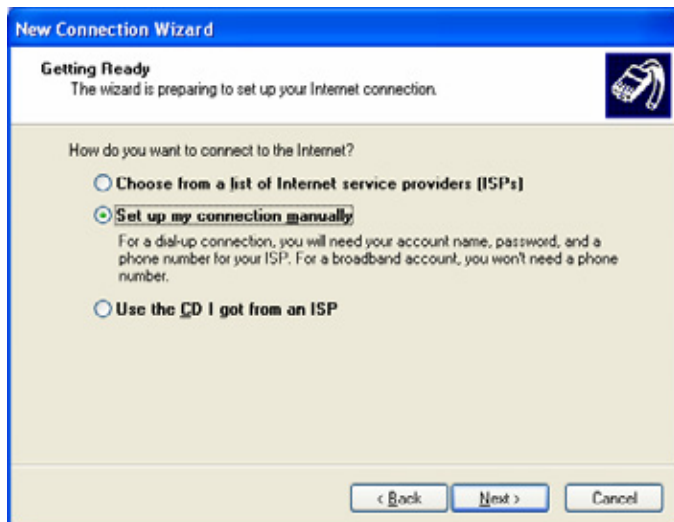 New Connection Wizard
Getting Ready
The wizard is preparing to set up your Internet connection.
How do you want to connect to the Internet?
Choose from a list of Internet service providers (ISPs)
Set up my connection manually
For a dial-up connection, you will need your account name, password, and a
phone number for your ISP. For a broadband account, you won't need a phone
number.
Use the CD I got from an ISP
< Back
Next >
Cancel